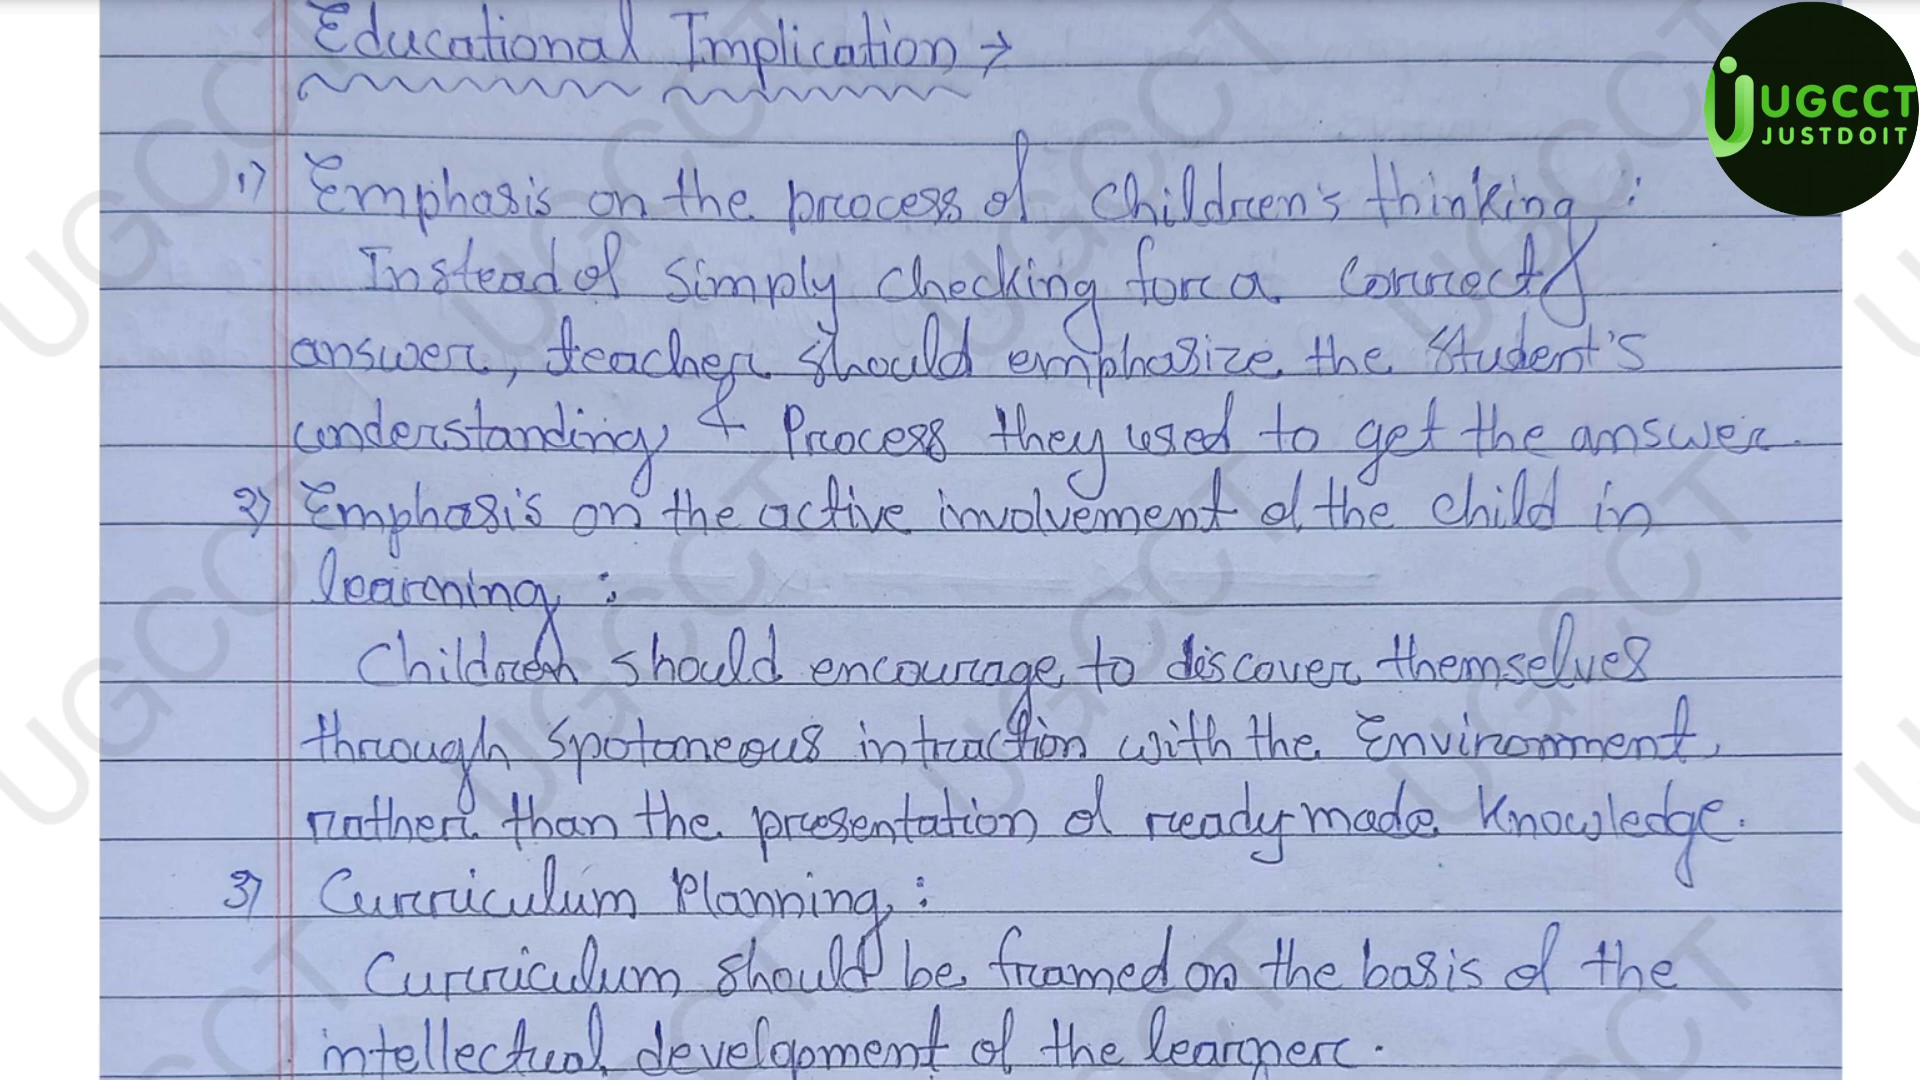 Educational Implication →
1) Emphasis on the process of children's thinking :
Instead of simply checking for a correct
answer, teacher should emphasize the student's
understanding & Process they used to get the answer.
2) Emphasis on the active involvement of the child in
learning :
Children should encourage to discover themselves
through spotaneous intraction with the Environment
rather than the presentation of readymade knowledge.
3) Curriculum Planning :
Curriculum should be framed on the basis of the
intellectual development of the learner.
UGCCT
JUSTDOIT